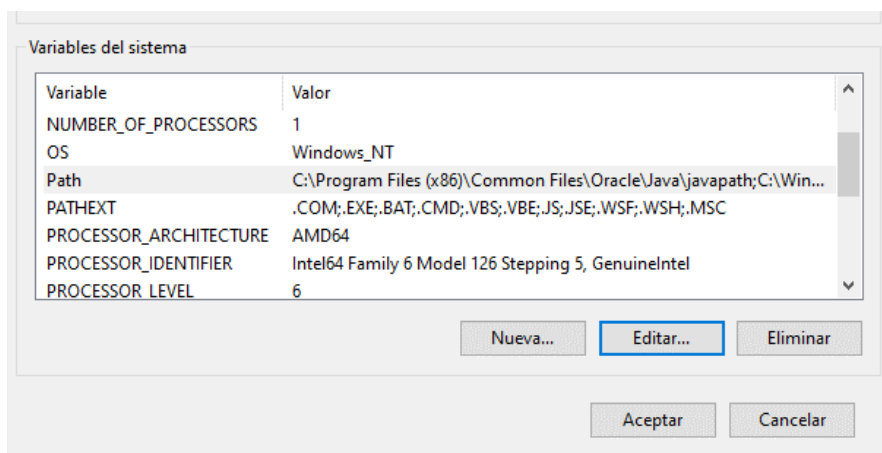 Variables del sistema
Variable Valor
NUMBER_OF_PROCESSORS 1
OS Windows_NT
Path C:\Program Files (x86)\Common Files\Oracle\Java\javapath;C:\Win...
PATHEXT .COM;.EXE;.BAT;.CMD;.VBS;.VBE;.JS;.JSE;.WSF;.WSH;.MSC
PROCESSOR_ARCHITECTURE AMD64
PROCESSOR_IDENTIFIER Intel64 Family 6 Model 126 Stepping 5, GenuineIntel
PROCESSOR_LEVEL 6
Nueva... Editar... Eliminar
Aceptar Cancelar